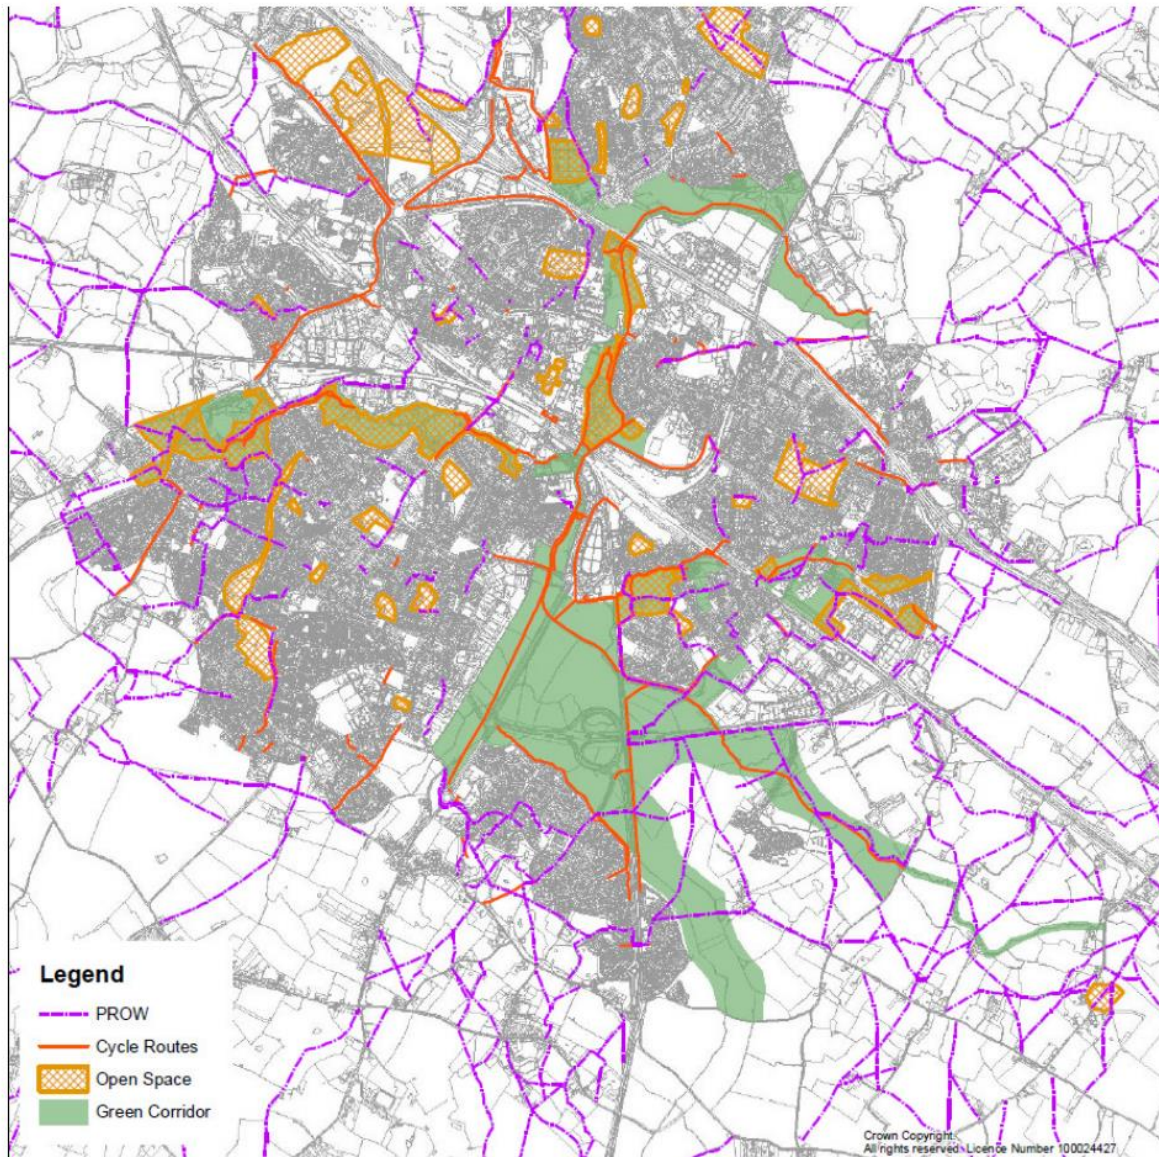 Legend
PROW
Cycle Routes
Open Space
Green Corridor
Crown Copyright.
All rights reserved. Licence Number 100024427